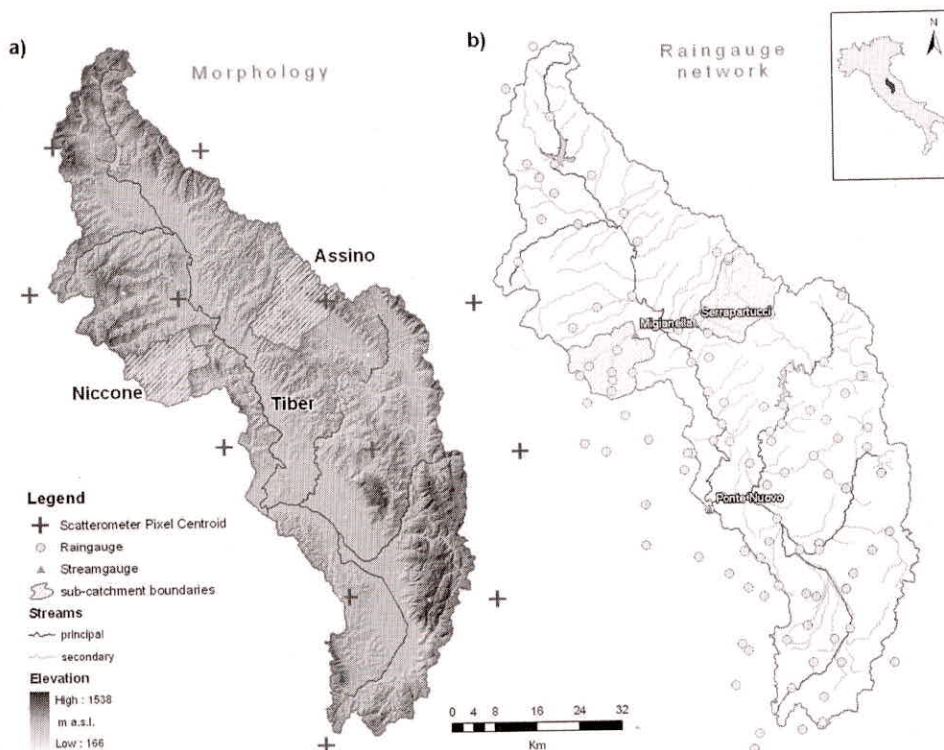 a)
Morphology
Assino
Niccone
Tiber
Legend
Scatterometer Pixel Centroid
Raingauge
Streamgauge
sub-catchment boundaries
Streams
principal
secondary
Elevation
High : 1538
m a.s.l.
Low : 166
b)
Raingauge
network
N
Migianella
Serrapartucci
Ponte Nuovo
0 4 8 16 24 32
Km